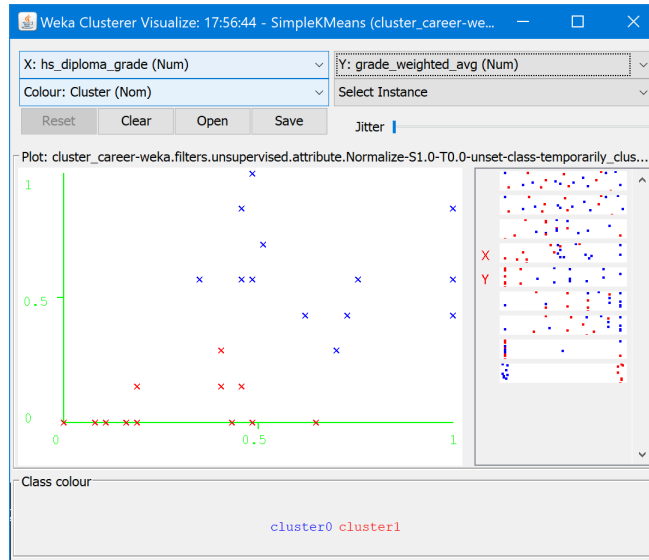 Weka Clusterer Visualize: 17:56:44 - SimpleKMeans (cluster_career-we...
X: hs_diploma_grade (Num)
Y: grade_weighted_avg (Num)
Colour: Cluster (Nom)
Select Instance
Reset
Clear
Open
Save
Jitter
Plot: cluster_career-weka.filters.unsupervised.attribute.Normalize-S1.0-T0.0-unset-class-temporarily_clus...
1
0.5
0
0
0.5
1
X
Y
Class colour
cluster0 cluster1